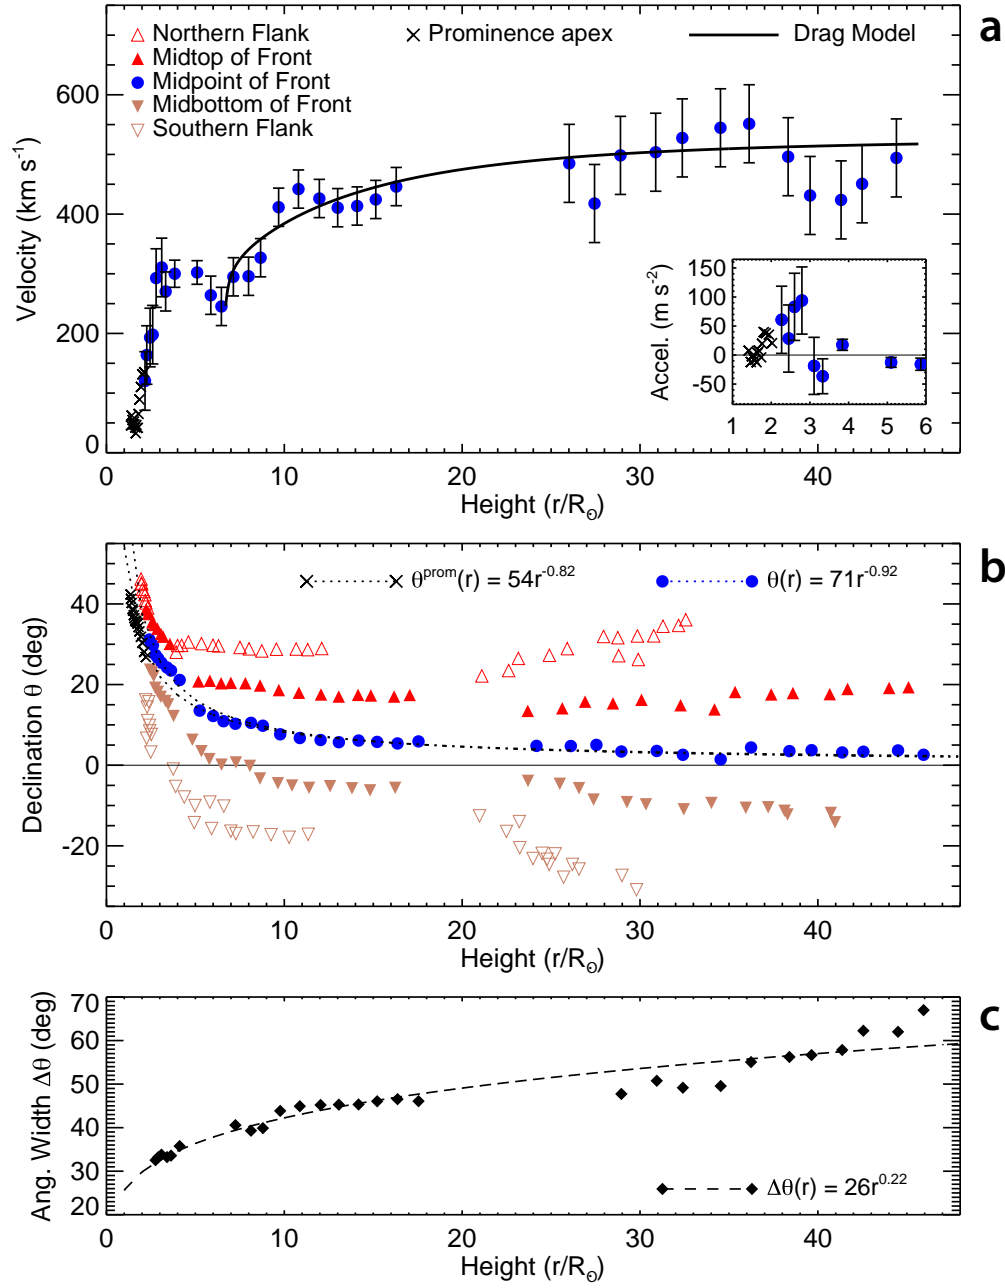 a
Northern Flank
Midtop of Front
Midpoint of Front
Midbottom of Front
Southern Flank
Prominence apex
Drag Model
Velocity (km s⁻¹)
600
400
200
0
0 10 20 30 40
Height (r/R☉)
Accel. (m s⁻²)
150
100
50
0
-50
1 2 3 4 5 6
b
θᵖʳᵒᵐ(r) = 54r⁻⁰·⁸²
θ(r) = 71r⁻⁰·⁹²
Declination θ (deg)
40
20
0
-20
0 10 20 30 40
Height (r/R☉)
c
Ang. Width Δθ (deg)
70
60
50
40
30
20
Δθ(r) = 26r⁰·²²
0 10 20 30 40
Height (r/R☉)